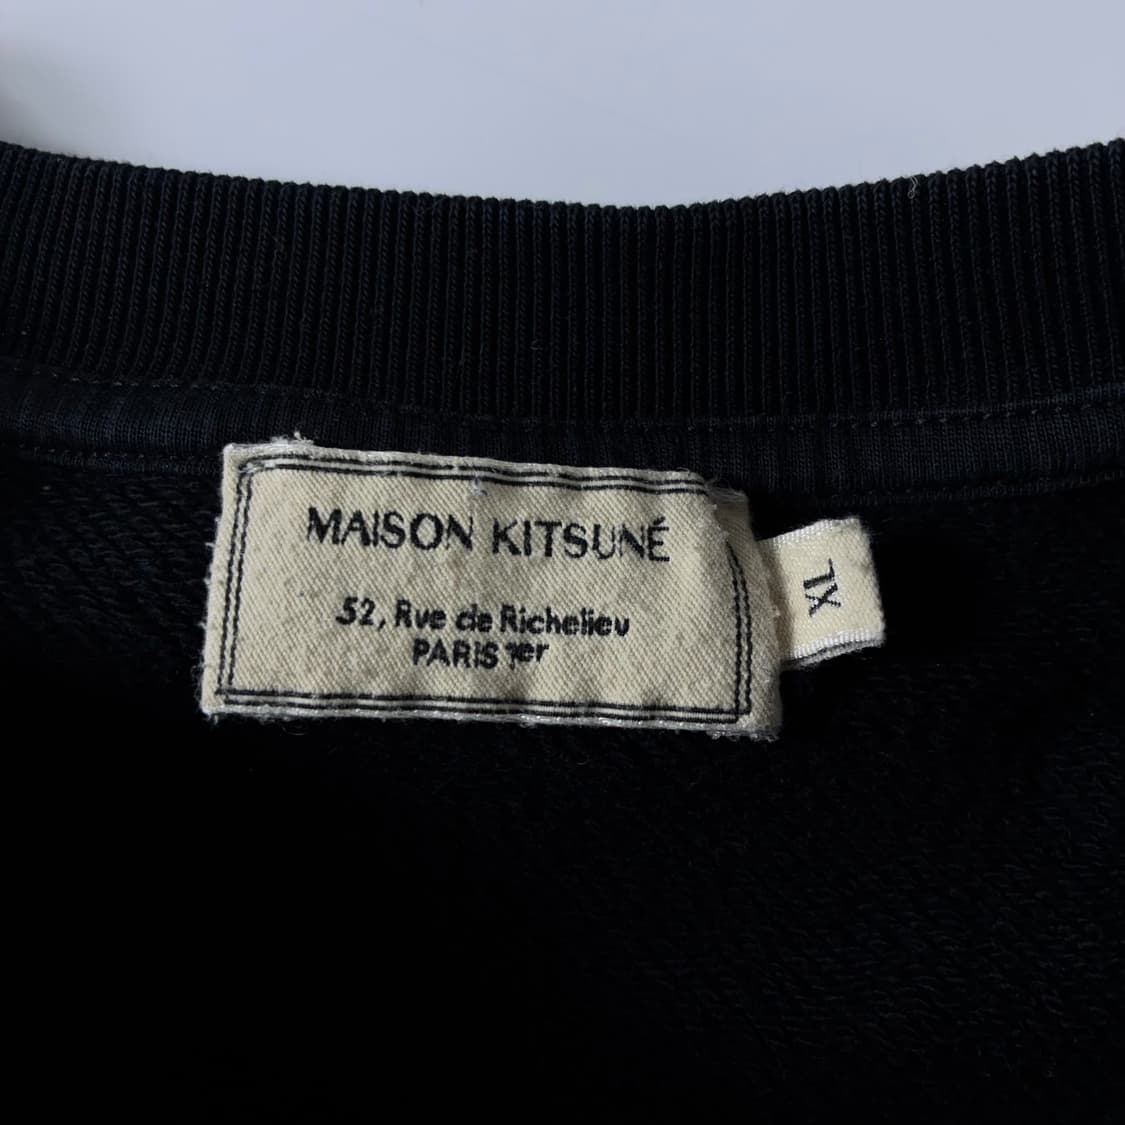 MAISON KITSUNÉ
52, Rue de Richelieu
PARIS 1er
XL